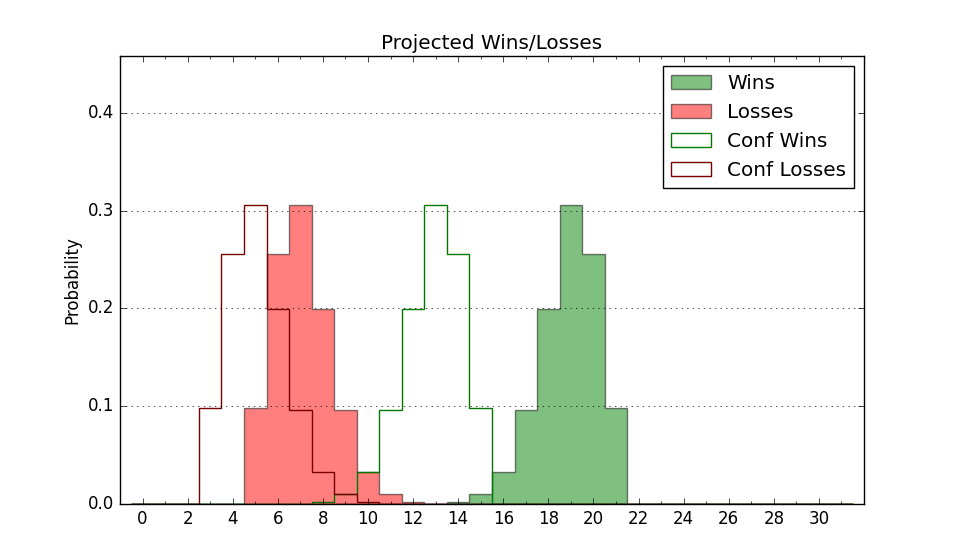 Projected Wins/Losses
Wins
Losses
Conf Wins
Conf Losses
Probability
0.4
0.3
0.2
0.1
0.0
0 2 4 6 8 10 12 14 16 18 20 22 24 26 28 30